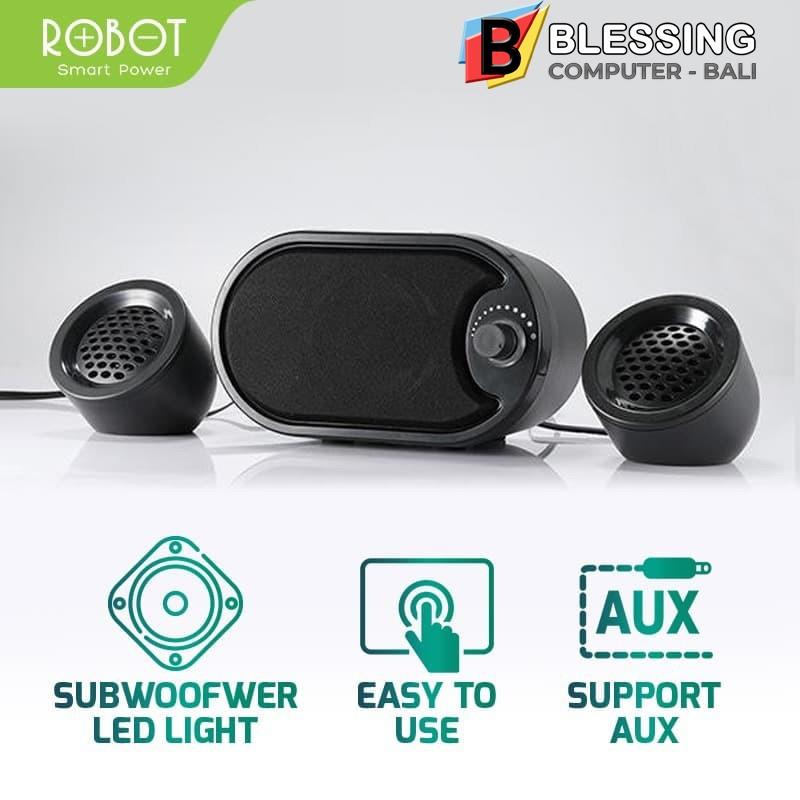 ROBOT
Smart Power
B BLESSING
COMPUTER - BALI
AUX
SUBWOOFWER
LED LIGHT
EASY TO
USE
SUPPORT
AUX